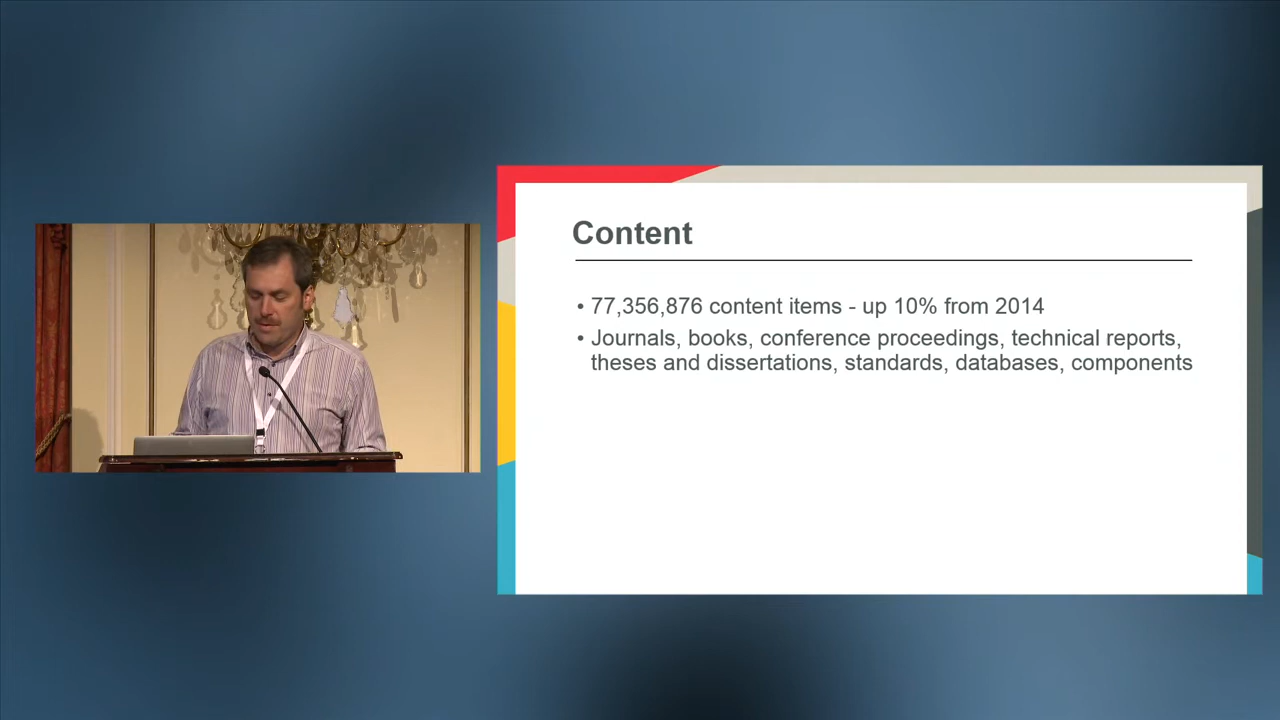 Content
• 77,356,876 content items - up 10% from 2014
• Journals, books, conference proceedings, technical reports,
theses and dissertations, standards, databases, components